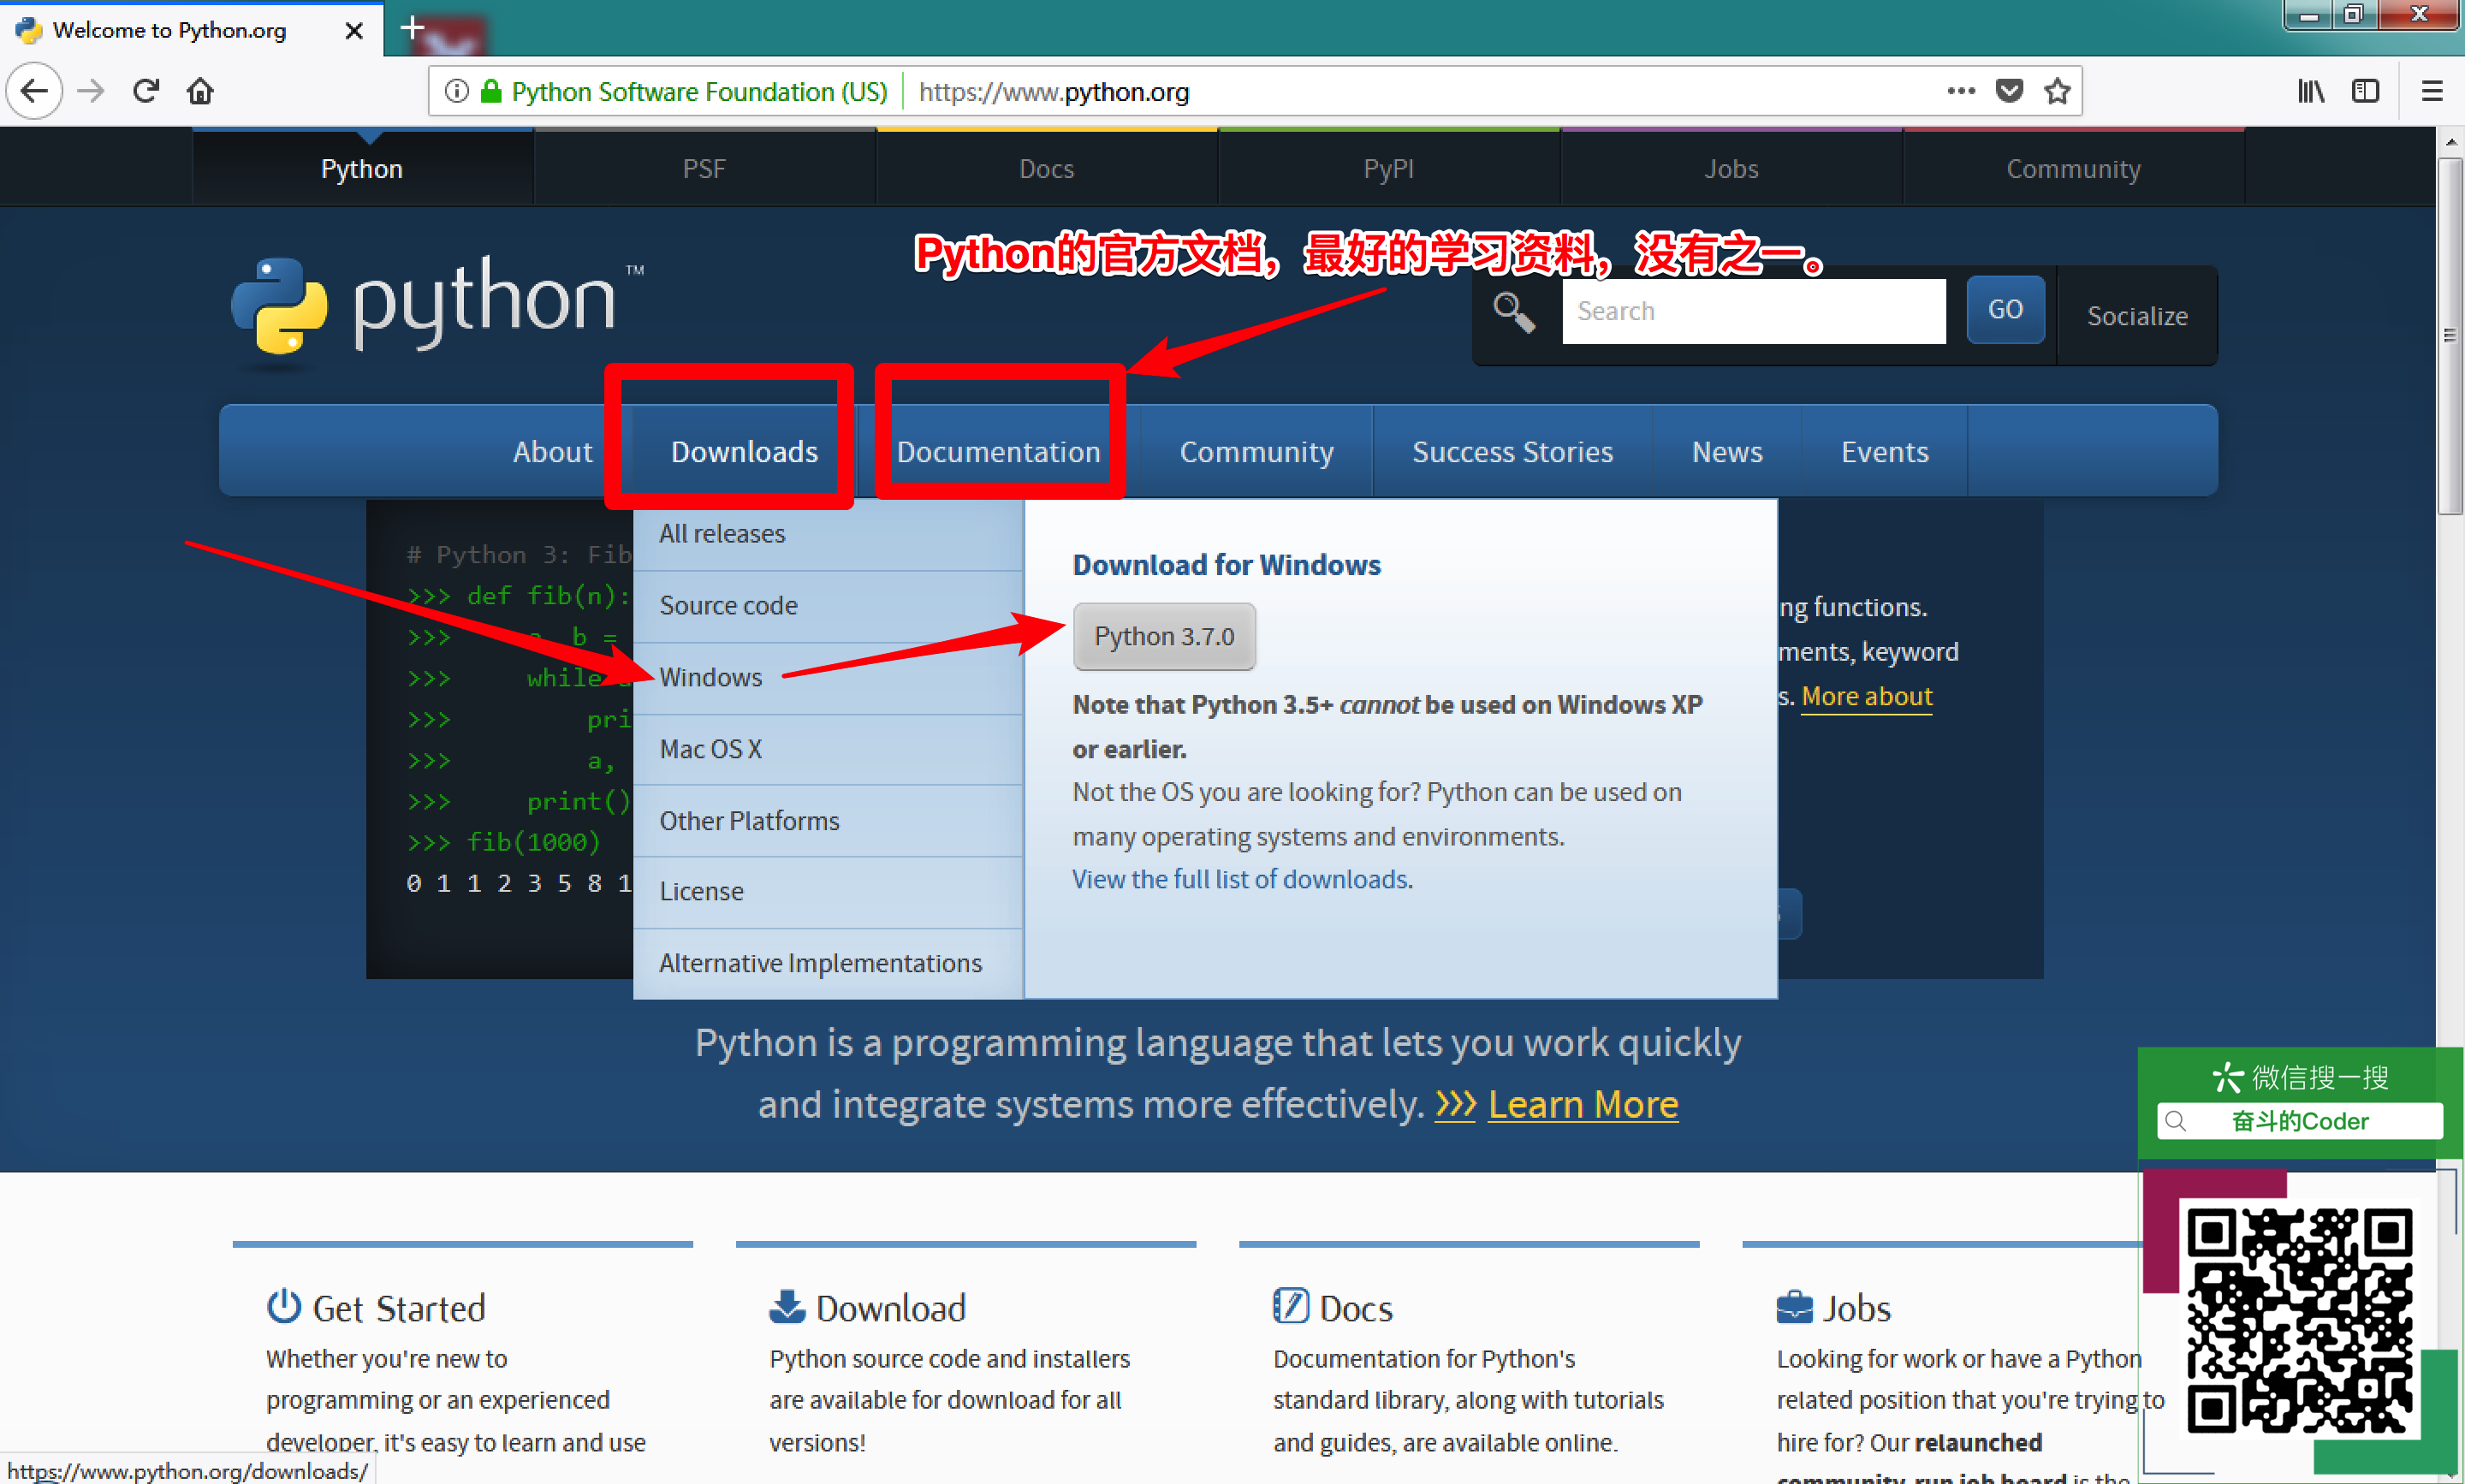 Welcome to Python.org
Python Software Foundation (US)
https://www.python.org
Python
PSF
Docs
PyPI
Jobs
Community
Python的官方文档，最好的学习资料，没有之一。
python™
Search
GO
Socialize
About
Downloads
Documentation
Community
Success Stories
News
Events
# Python 3: Fib
>>> def fib(n):
>>> a, b =
>>> while
>>> pri
>>> a,
>>> print()
>>> fib(1000)
0 1 1 2 3 5 8 1
All releases
Source code
Windows
Mac OS X
Other Platforms
License
Alternative Implementations
Download for Windows
Python 3.7.0
Note that Python 3.5+ cannot be used on Windows XP
or earlier.
Not the OS you are looking for? Python can be used on
many operating systems and environments.
View the full list of downloads.
ng functions.
ments, keyword
s. More about
Python is a programming language that lets you work quickly
and integrate systems more effectively. >>> Learn More
微信搜一搜
奋斗的Coder
Get Started
Whether you're new to
programming or an experienced
developer, it's easy to learn and use
Download
Python source code and installers
are available for download for all
versions!
Docs
Documentation for Python's
standard library, along with tutorials
and guides, are available online.
Jobs
Looking for work or have a Python
related position that you're trying to
hire for? Our relaunched
community-run job board is the
https://www.python.org/downloads/